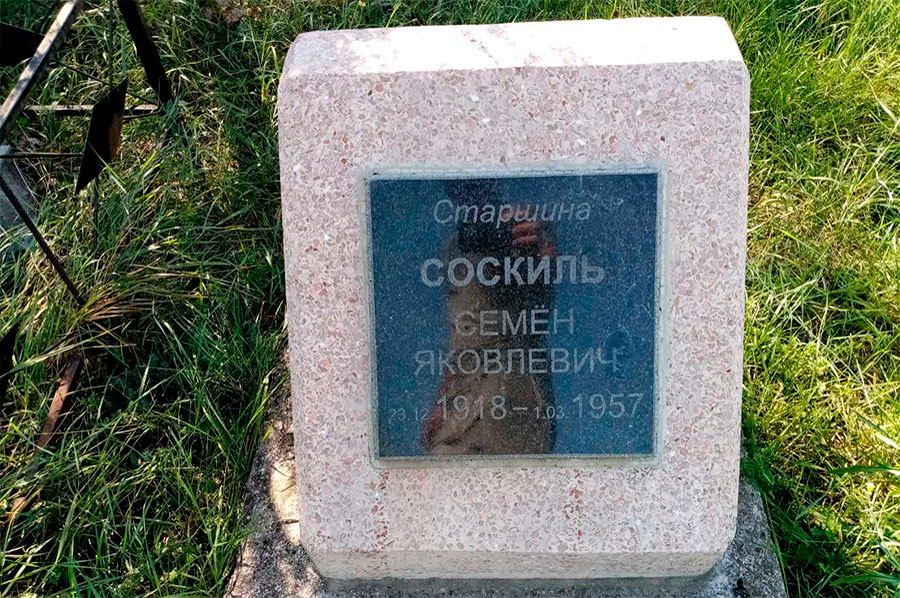 Старшина
СОСКИЛЬ
СЕМЁН
ЯКОВЛЕВИЧ
23.12.1918–1.03.1957